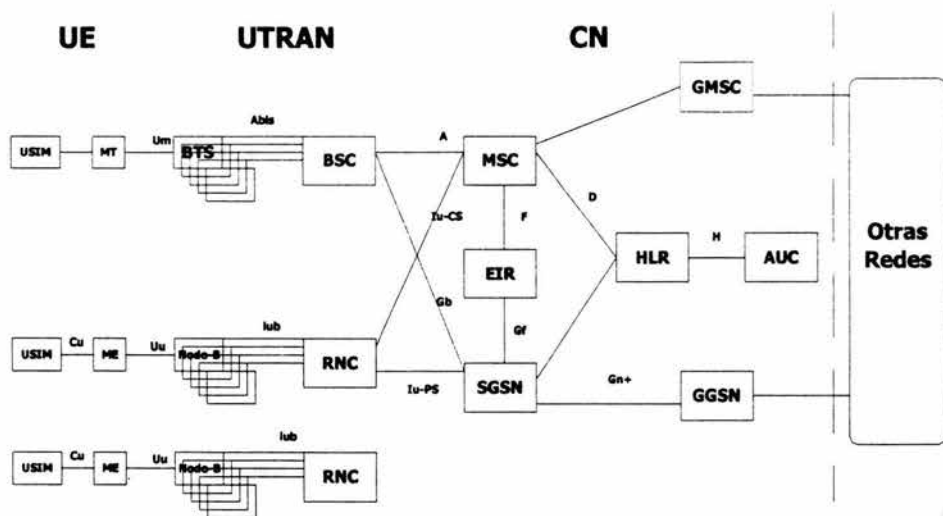 UE
UTRAN
CN
GMSC
Abis
Um
A
USIM
MT
BTS
BSC
MSC
Iu-CS
F
D
Otras
Redes
H
EIR
HLR
AUC
Gb
Gf
Iub
Cu
Uu
USIM
ME
Nodo-B
RNC
Iu-PS
SGSN
Gn+
GGSN
Iub
Cu
Uu
USIM
ME
Nodo-B
RNC